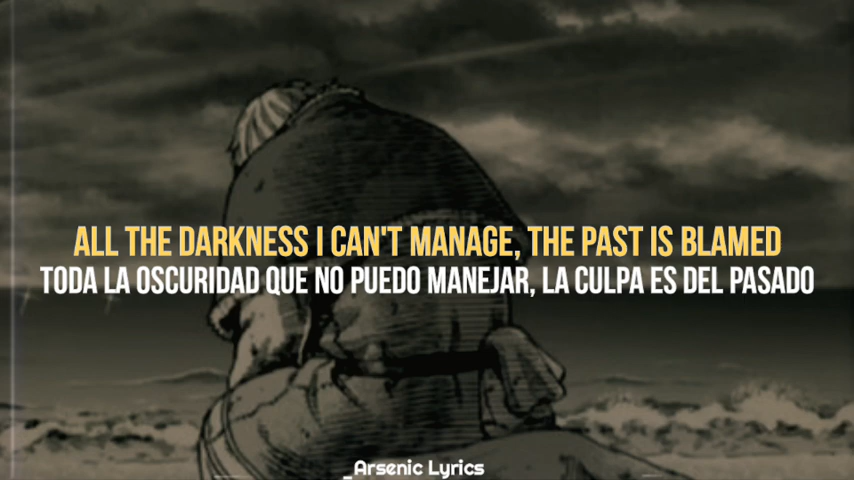 ALL THE DARKNESS I CAN'T MANAGE, THE PAST IS BLAMED
TODA LA OSCURIDAD QUE NO PUEDO MANEJAR, LA CULPA ES DEL PASADO
_Arsenic Lyrics